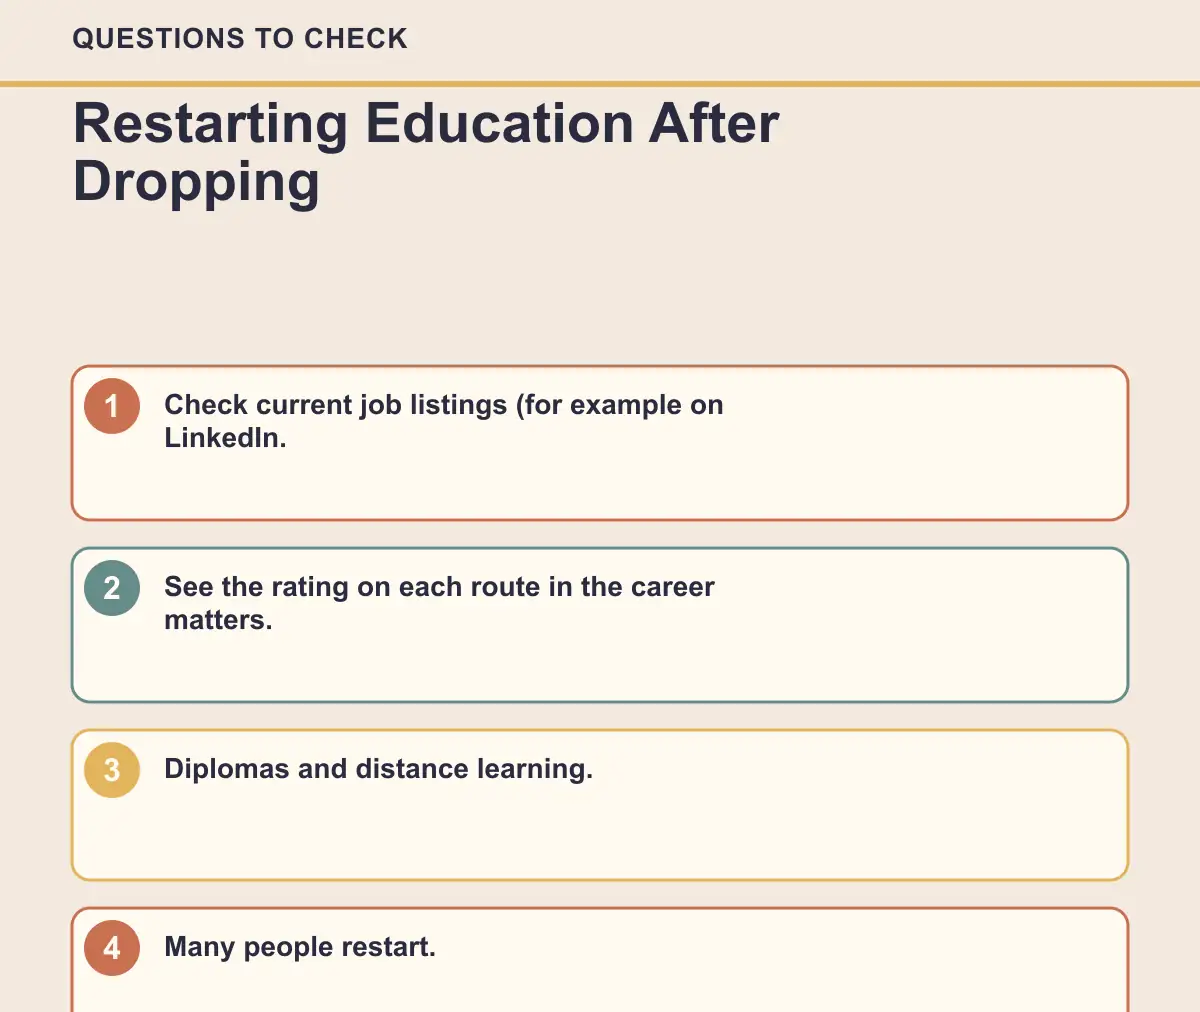 QUESTIONS TO CHECK
Restarting Education After
Dropping
1
Check current job listings (for example on
LinkedIn.
2
See the rating on each route in the career
matters.
3
Diplomas and distance learning.
4
Many people restart.